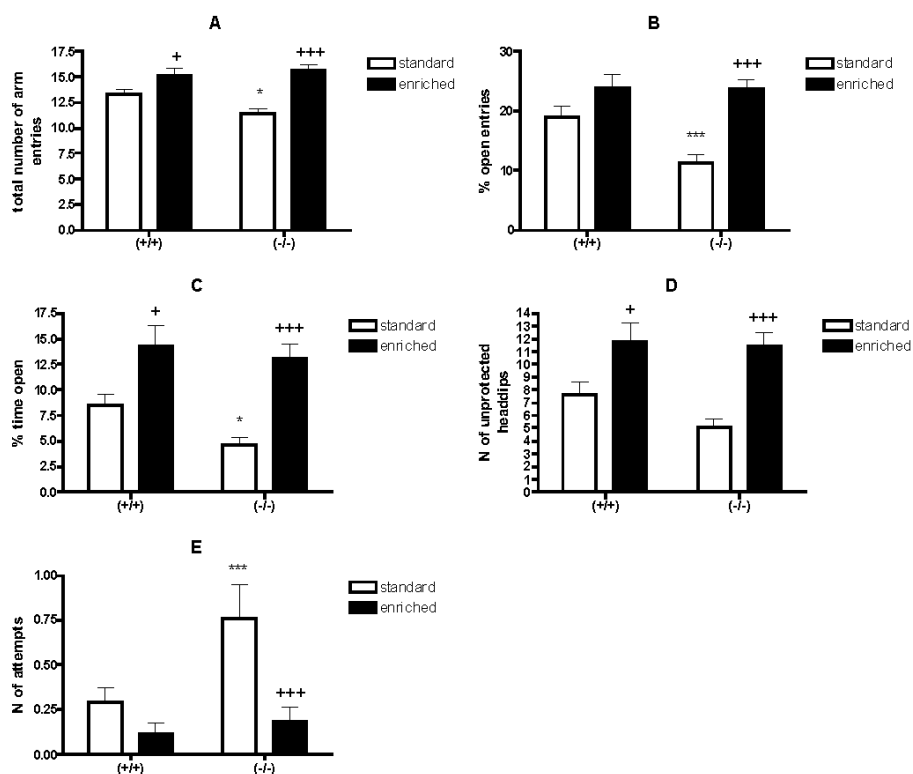 A
total number of arm
entries
17.5
15.0
12.5
10.0
7.5
5.0
2.5
0.0
+
*
+++
(+/+)
(-/-)
standard
enriched
B
% open entries
30
20
10
0
***
+++
(+/+)
(-/-)
standard
enriched
C
% time open
17.5
15.0
12.5
10.0
7.5
5.0
2.5
0.0
+
*
+++
(+/+)
(-/-)
standard
enriched
D
N of unprotected
headdips
14
13
12
11
10
9
8
7
6
5
4
3
2
1
0
+
+++
(+/+)
(-/-)
standard
enriched
E
N of attempts
1.00
0.75
0.50
0.25
0.00
***
+++
(+/+)
(-/-)
standard
enriched